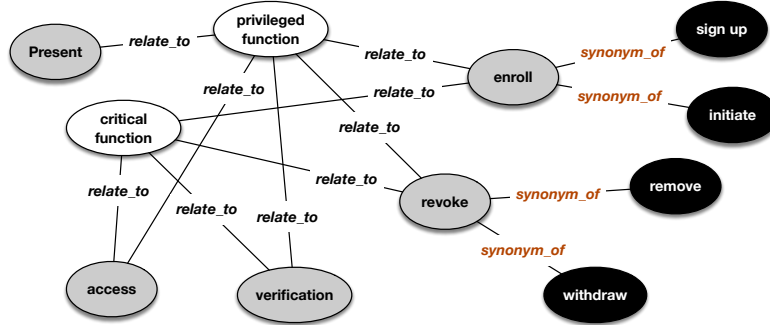 privileged
function
sign up
Present
relate_to
relate_to
synonym_of
enroll
relate_to
relate_to
synonym_of
critical
function
initiate
relate_to
relate_to
relate_to
synonym_of
remove
revoke
relate_to
relate_to
synonym_of
access
verification
withdraw